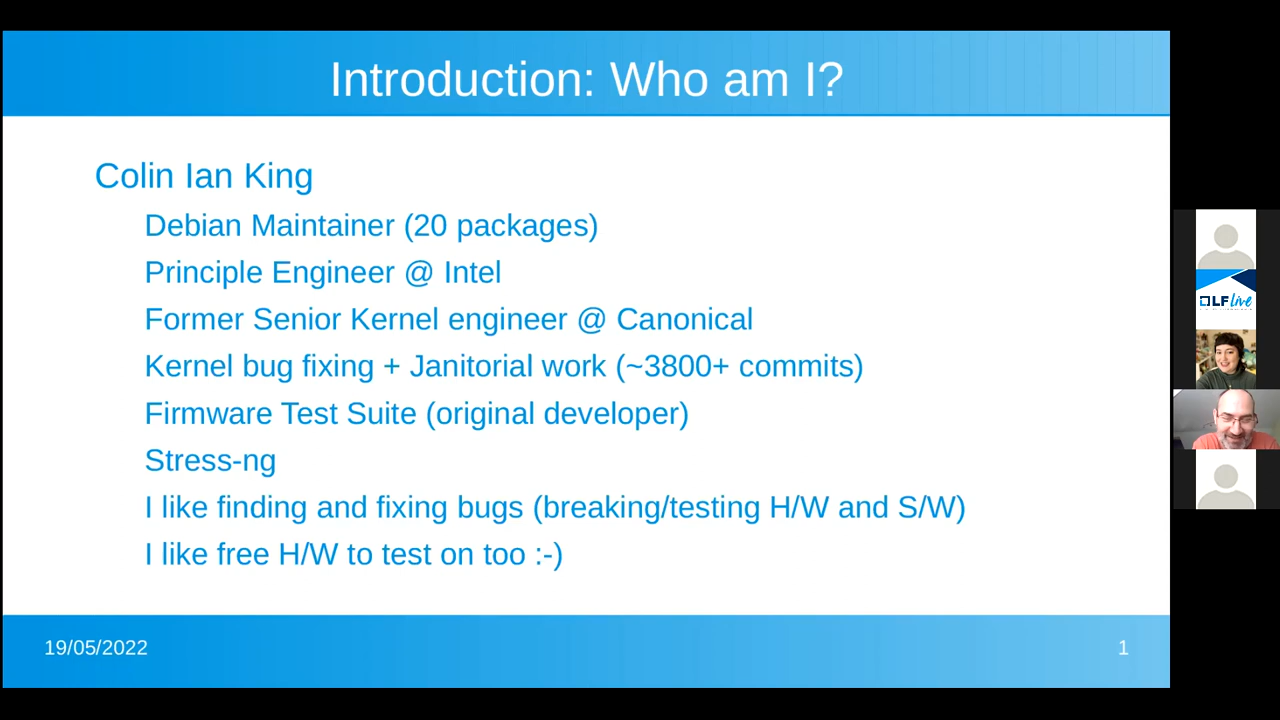 Introduction: Who am I?
Colin Ian King
Debian Maintainer (20 packages)
Principle Engineer @ Intel
Former Senior Kernel engineer @ Canonical
Kernel bug fixing + Janitorial work (~3800+ commits)
Firmware Test Suite (original developer)
Stress-ng
I like finding and fixing bugs (breaking/testing H/W and S/W)
I like free H/W to test on too :-)
19/05/2022
1
LF live